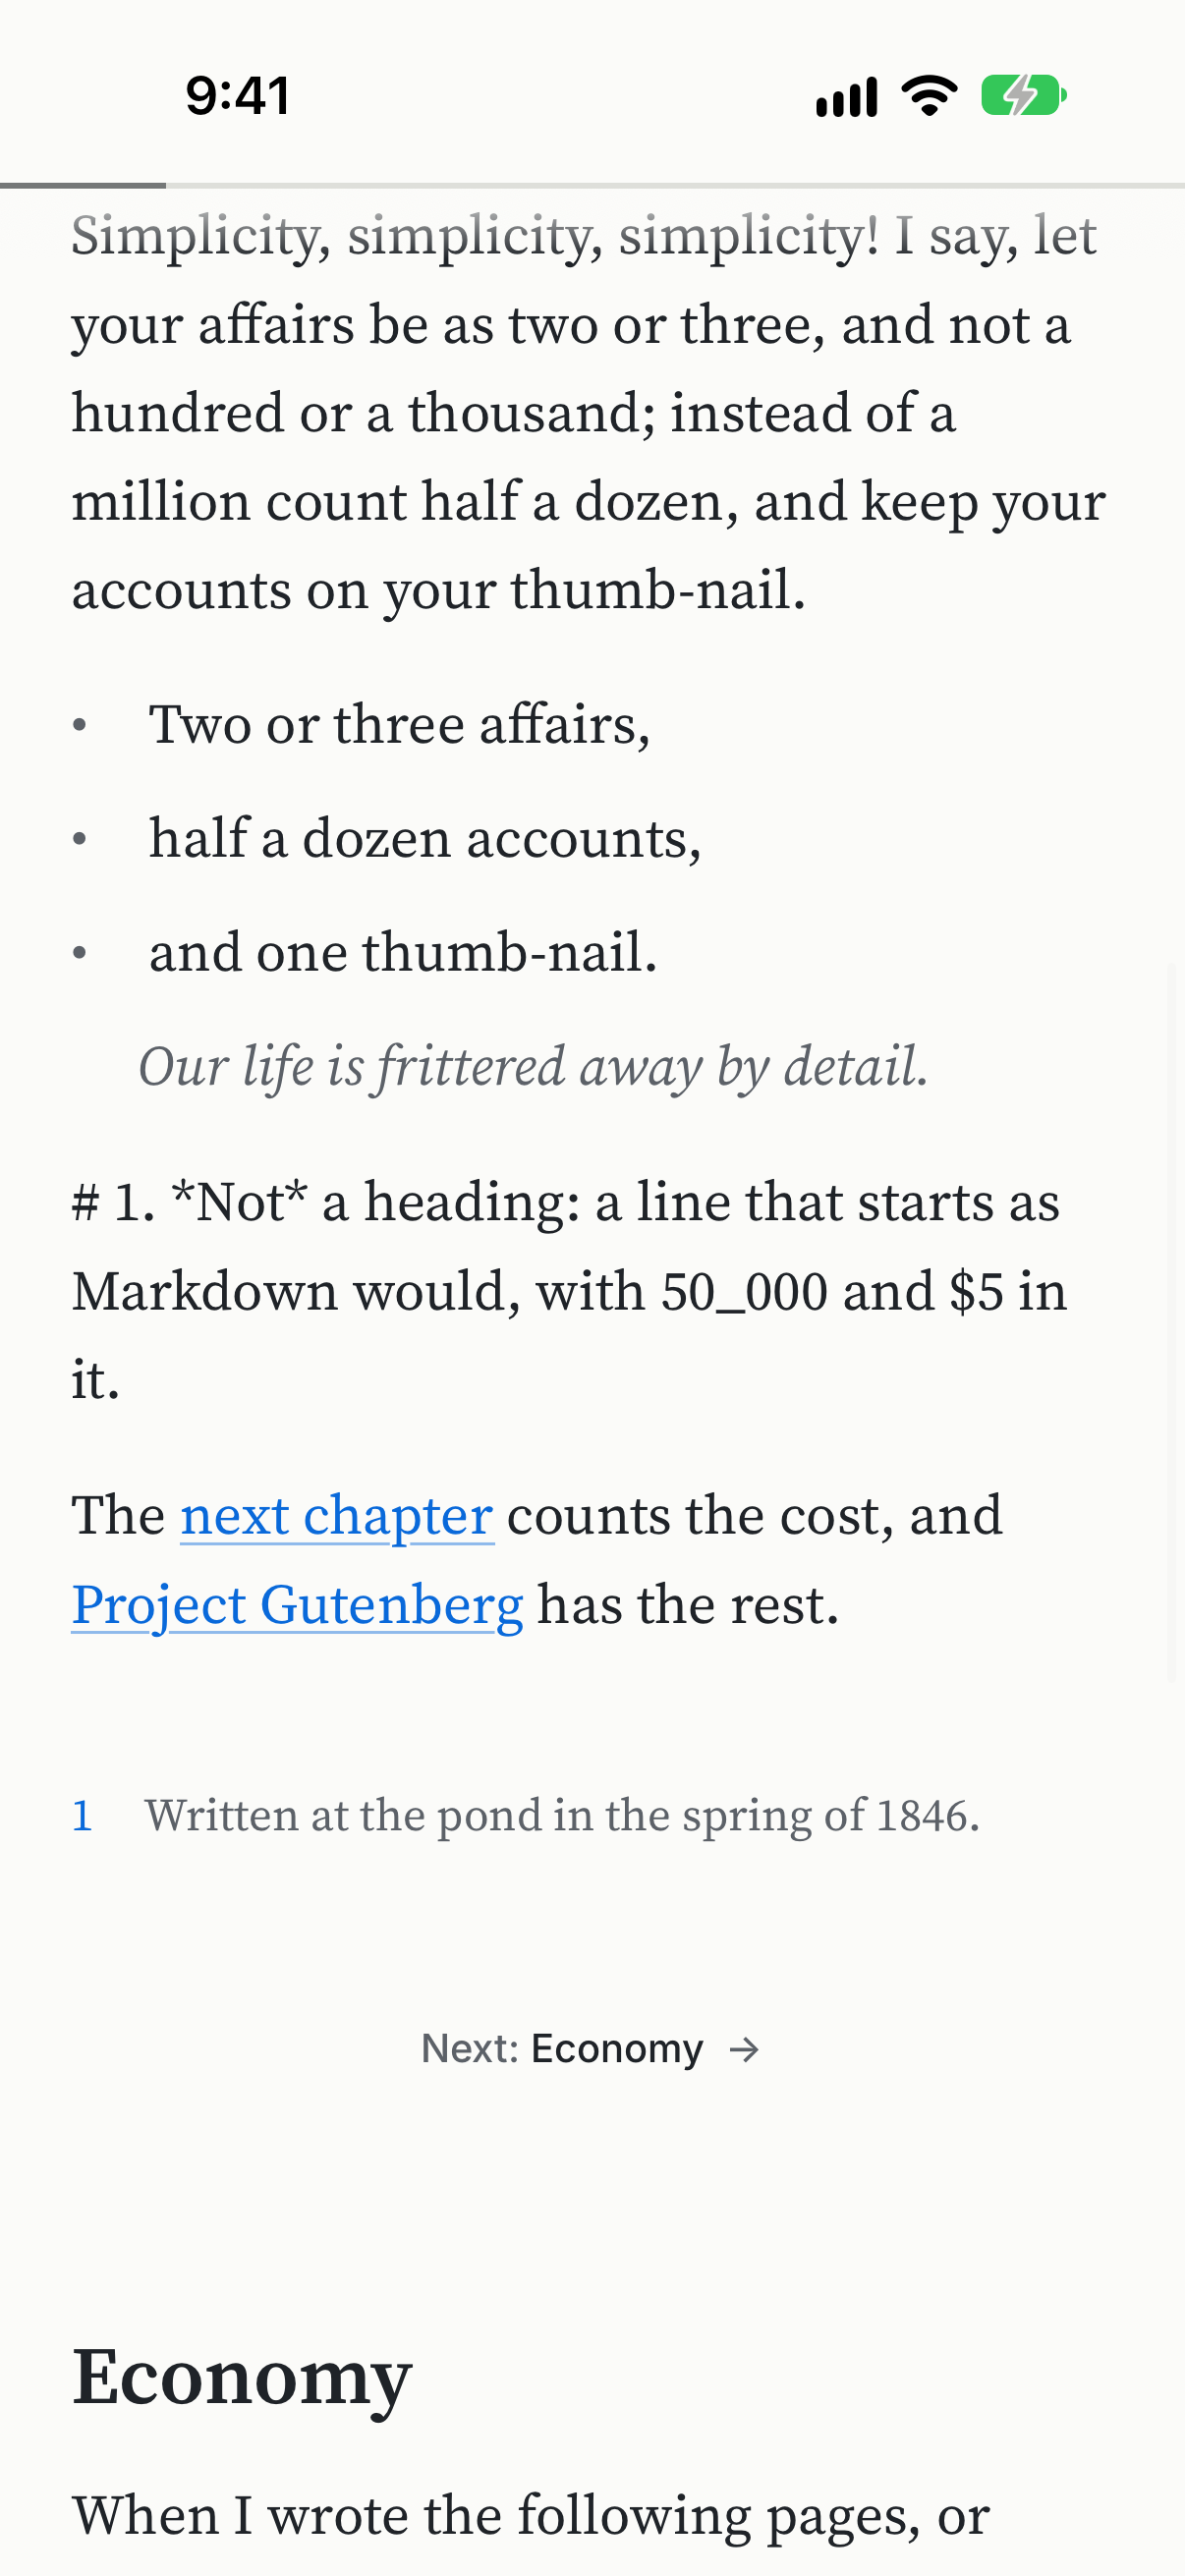 9:41
Simplicity, simplicity, simplicity! I say, let
your affairs be as two or three, and not a
hundred or a thousand; instead of a
million count half a dozen, and keep your
accounts on your thumb-nail.
• Two or three affairs,
• half a dozen accounts,
• and one thumb-nail.
Our life is frittered away by detail.
# 1. *Not* a heading: a line that starts as
Markdown would, with 50_000 and $5 in
it.
The next chapter counts the cost, and
Project Gutenberg has the rest.
1 Written at the pond in the spring of 1846.
Next: Economy →
Economy
When I wrote the following pages, or